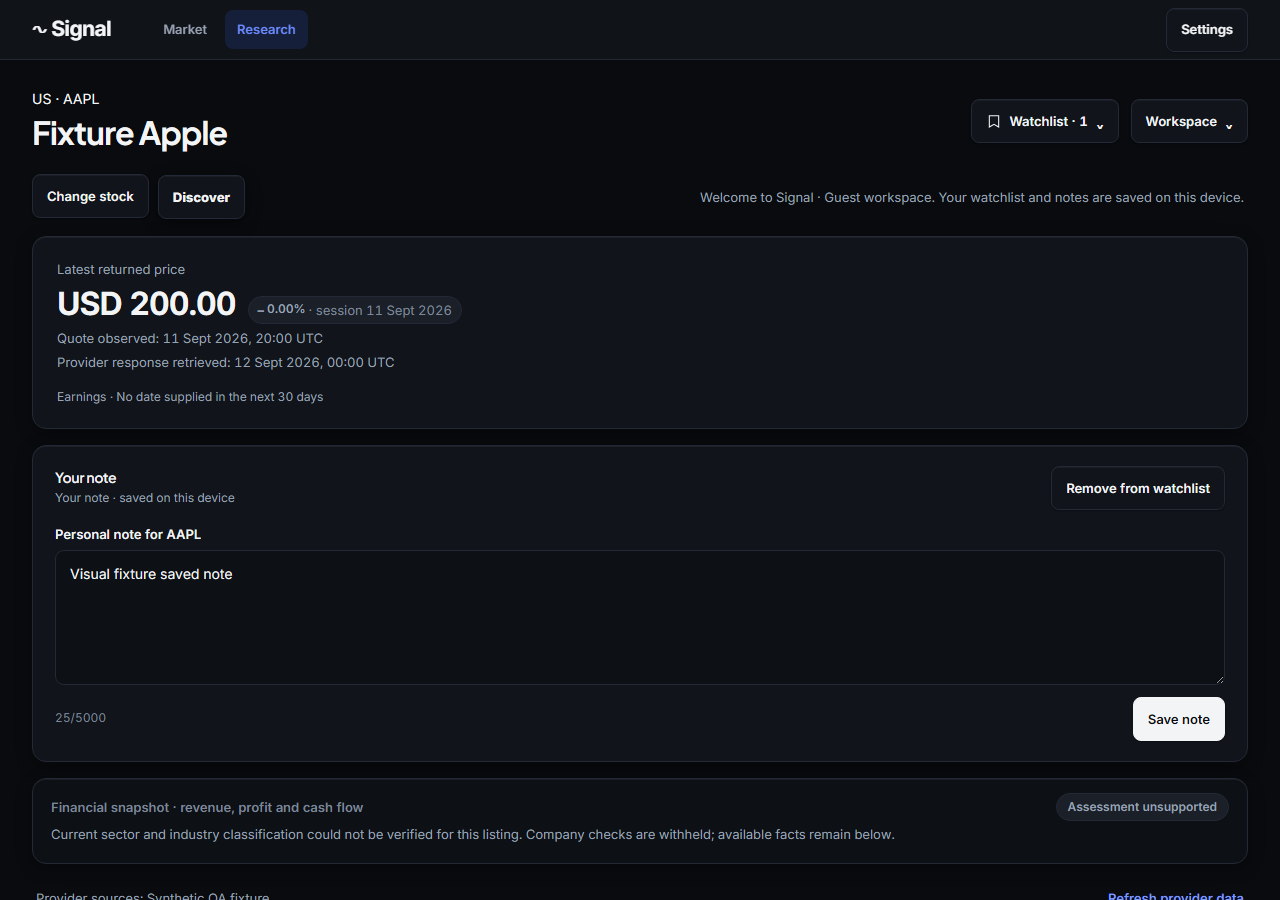 Signal
Market
Research
Settings
US · AAPL
Fixture Apple
Watchlist · 1
Workspace
Change stock
Discover
Welcome to Signal · Guest workspace. Your watchlist and notes are saved on this device.
Latest returned price
USD 200.00
– 0.00% · session 11 Sept 2026
Quote observed: 11 Sept 2026, 20:00 UTC
Provider response retrieved: 12 Sept 2026, 00:00 UTC
Earnings · No date supplied in the next 30 days
Your note
Your note · saved on this device
Remove from watchlist
Personal note for AAPL
Visual fixture saved note
25/5000
Save note
Financial snapshot · revenue, profit and cash flow
Assessment unsupported
Current sector and industry classification could not be verified for this listing. Company checks are withheld; available facts remain below.
Provider sources: Synthetic QA fixture
Refresh provider data